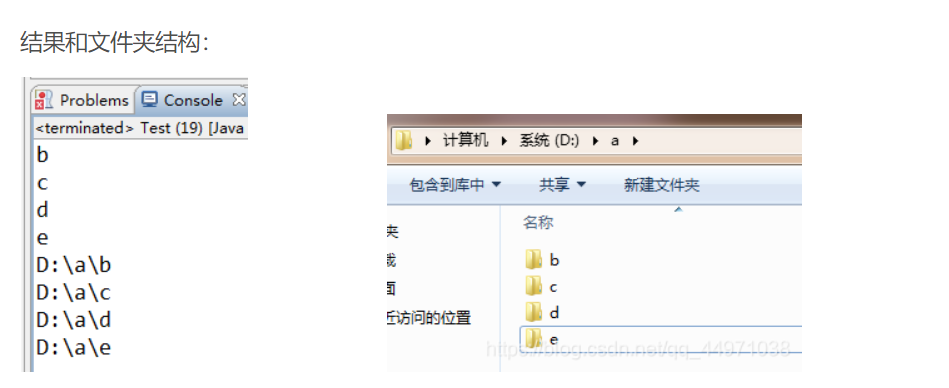 结果和文件夹结构：
Problems Console
<terminated> Test (19) [Java
b
c
d
e
D:\a\b
D:\a\c
D:\a\d
D:\a\e
计算机 系统 (D:) a
包含到库中 共享 新建文件夹
名称
夹
面
近访问的位置
b
c
d
e
https://blog.csdn.net/qq_44971038